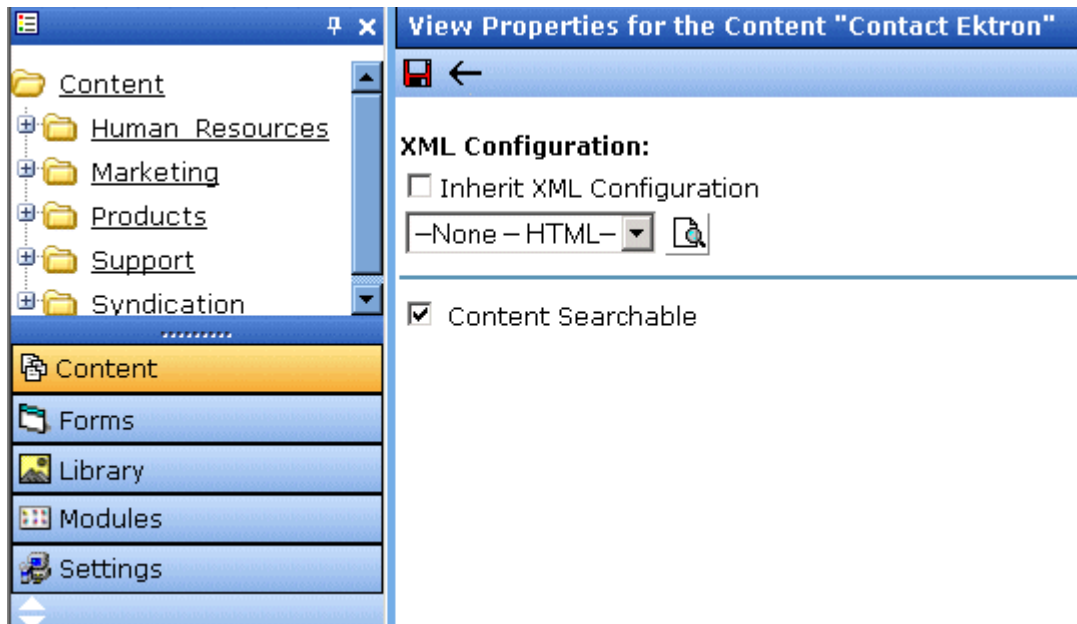 View Properties for the Content "Contact Ektron"
Content
Human Resources
Marketing
Products
Support
Syndication
Content
Forms
Library
Modules
Settings
XML Configuration:
Inherit XML Configuration
–None – HTML–
Content Searchable